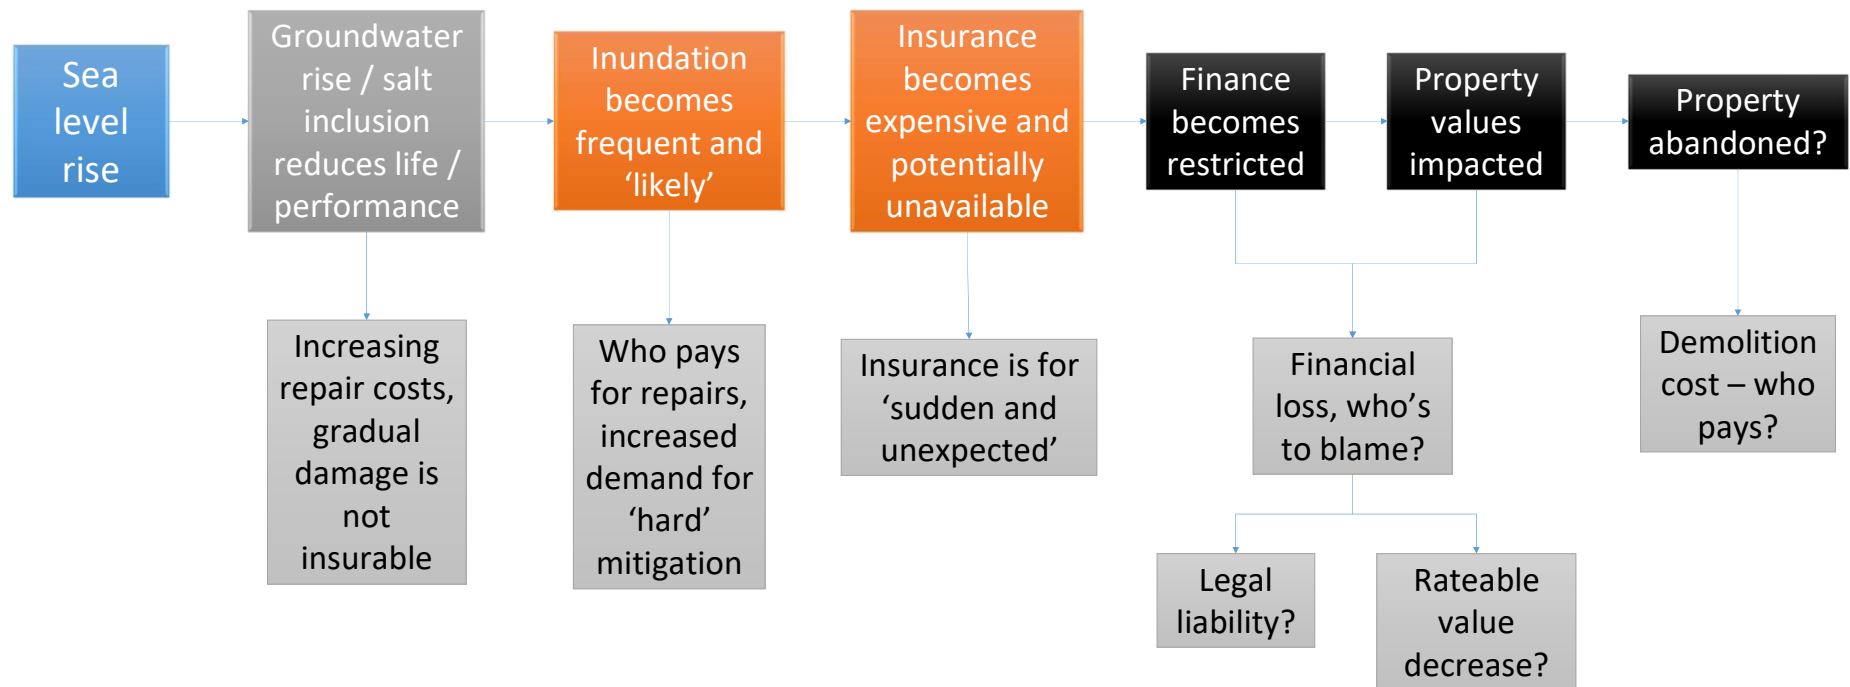 Sea
level
rise
Groundwater
rise / salt
inclusion
reduces life /
performance
Inundation
becomes
frequent and
‘likely’
Insurance
becomes
expensive and
potentially
unavailable
Finance
becomes
restricted
Property
values
impacted
Property
abandoned?
Increasing
repair costs,
gradual
damage is
not
insurable
Who pays
for repairs,
increased
demand for
‘hard’
mitigation
Insurance is for
‘sudden and
unexpected’
Financial
loss, who’s
to blame?
Demolition
cost – who
pays?
Legal
liability?
Rateable
value
decrease?